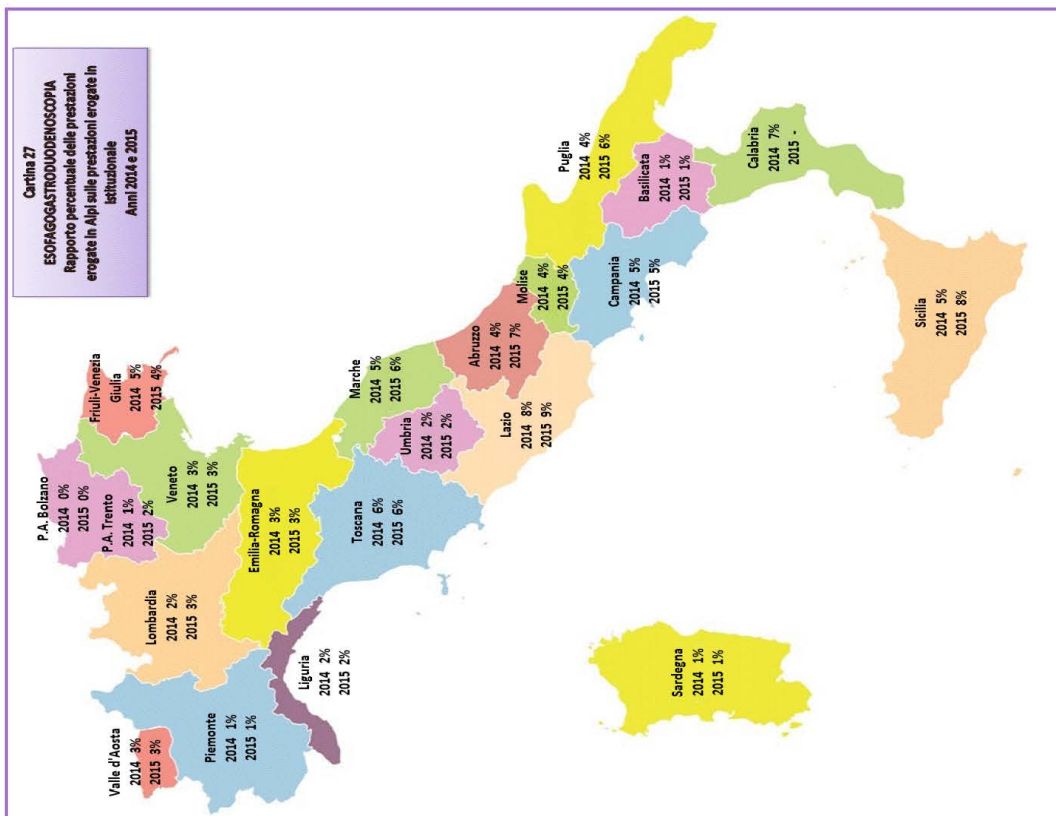 Cartina 27
ESOFAGOGASTRODUODENOSCOPIA
Rapporto percentuale delle prestazioni
erogate in Alpi sulle prestazioni erogate in
Istituzionale
Anni 2014 e 2015
Valle d'Aosta
2014 3%
2015 3%
Piemonte
2014 1%
2015 1%
Liguria
2014 2%
2015 2%
Lombardia
2014 2%
2015 3%
P.A. Bolzano
2014 0%
2015 0%
P.A. Trento
2014 1%
2015 2%
Veneto
2014 3%
2015 3%
Friuli-Venezia
Giulia
2014 5%
2015 4%
Emilia-Romagna
2014 3%
2015 3%
Toscana
2014 6%
2015 6%
Umbria
2014 2%
2015 2%
Marche
2014 5%
2015 6%
Lazio
2014 8%
2015 9%
Abruzzo
2014 4%
2015 7%
Molise
2014 4%
2015 4%
Campania
2014 5%
2015 5%
Puglia
2014 4%
2015 6%
Basilicata
2014 1%
2015 1%
Calabria
2014 7%
2015 -
Sicilia
2014 5%
2015 8%
Sardegna
2014 1%
2015 1%